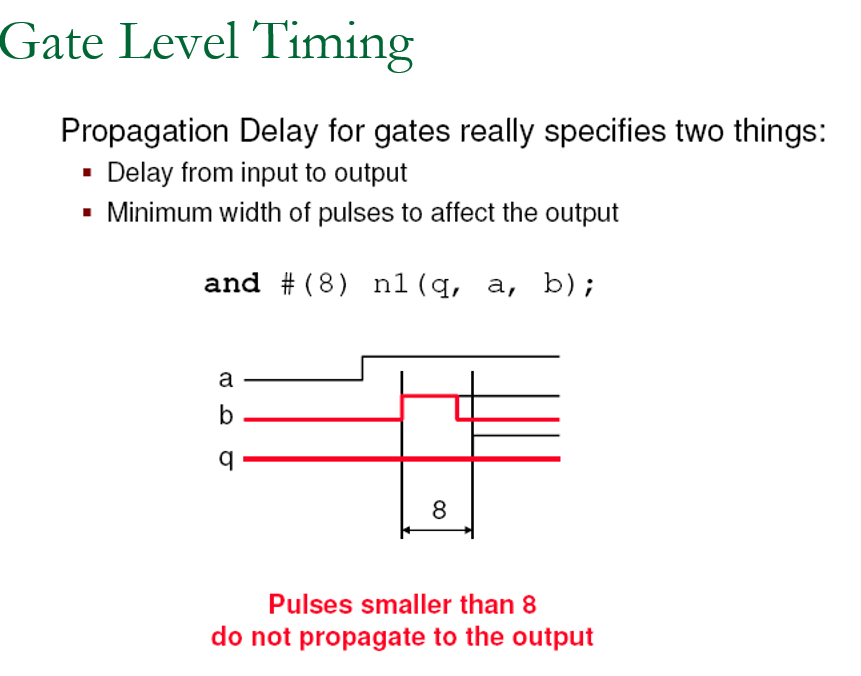 Gate Level Timing
Propagation Delay for gates really specifies two things:
▪ Delay from input to output
▪ Minimum width of pulses to affect the output
and #(8) n1(q, a, b);
a
b
q
8
Pulses smaller than 8
do not propagate to the output